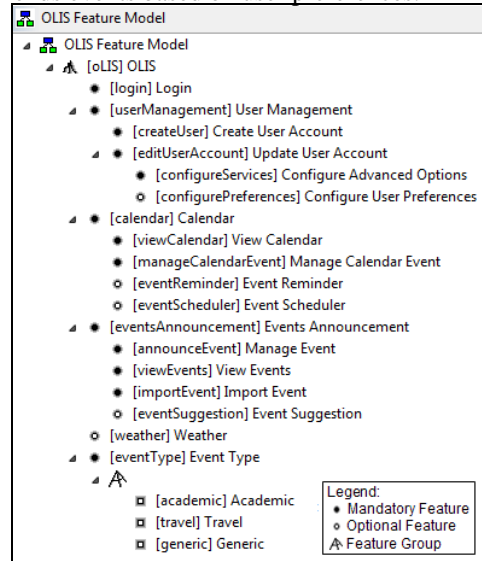 OLIS Feature Model
OLIS Feature Model
[oLIS] OLIS
[login] Login
[userManagement] User Management
[createUser] Create User Account
[editUserAccount] Update User Account
[configureServices] Configure Advanced Options
[configurePreferences] Configure User Preferences
[calendar] Calendar
[viewCalendar] View Calendar
[manageCalendarEvent] Manage Calendar Event
[eventReminder] Event Reminder
[eventScheduler] Event Scheduler
[eventsAnnouncement] Events Announcement
[announceEvent] Manage Event
[viewEvents] View Events
[importEvent] Import Event
[eventSuggestion] Event Suggestion
[weather] Weather
[eventType] Event Type
[academic] Academic
[travel] Travel
[generic] Generic
Legend:
Mandatory Feature
Optional Feature
Feature Group